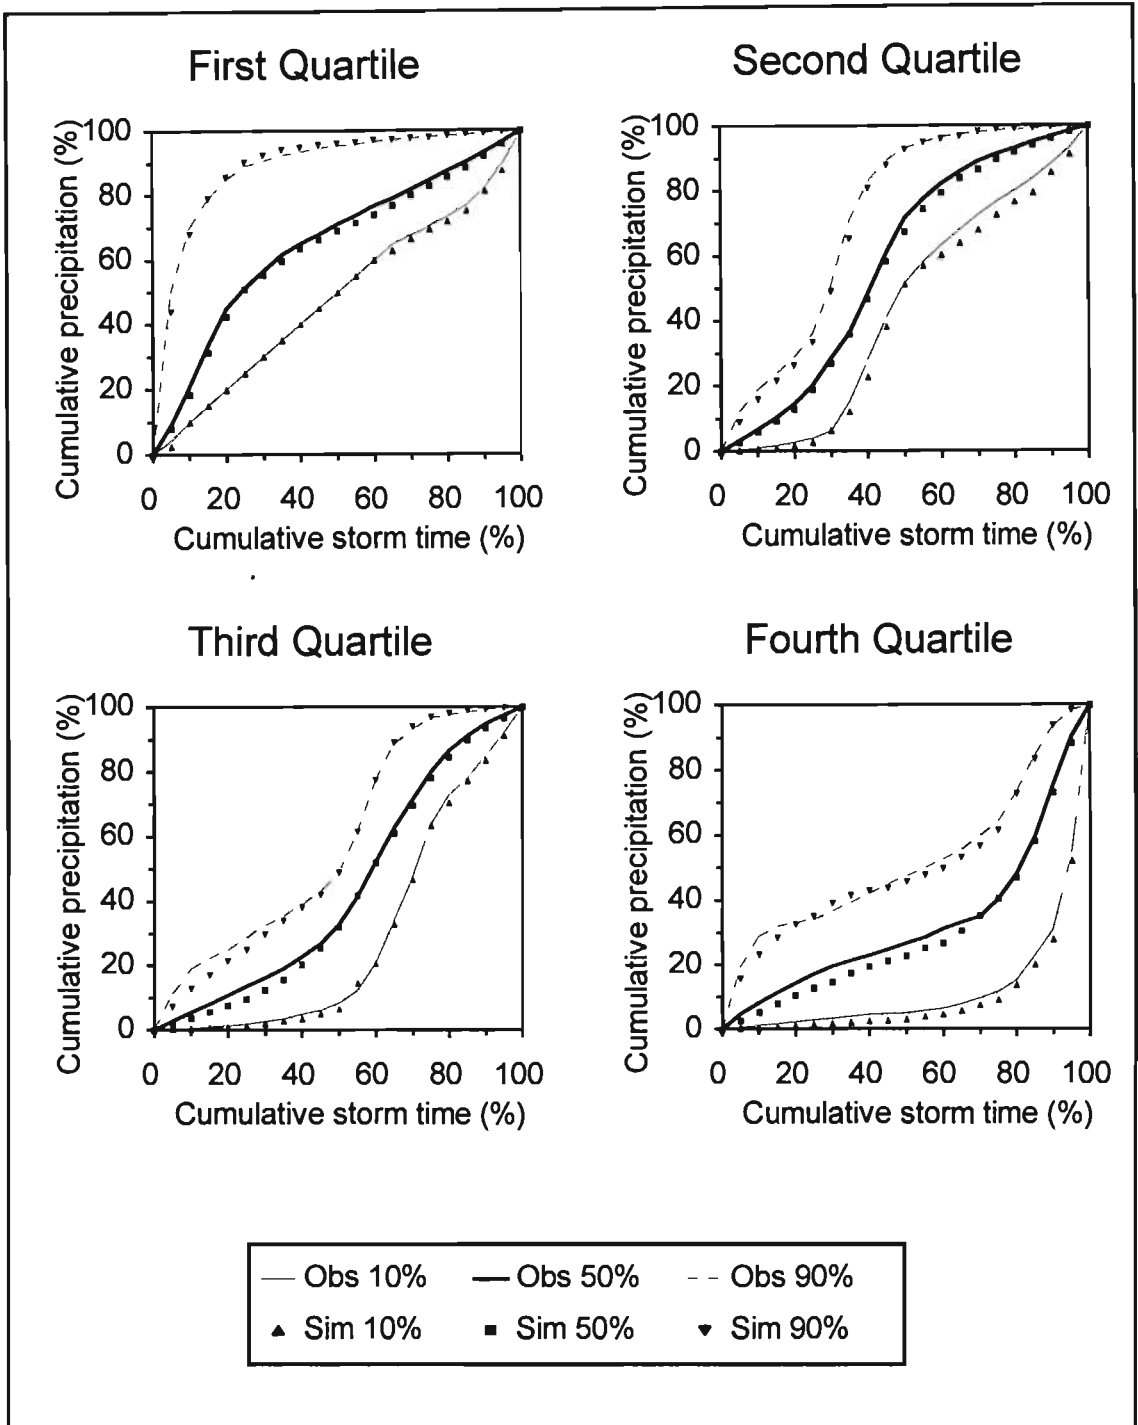 First Quartile
Cumulative precipitation (%)
100
80
60
40
20
0
0 20 40 60 80 100
Cumulative storm time (%)
Second Quartile
Cumulative precipitation (%)
100
80
60
40
20
0
0 20 40 60 80 100
Cumulative storm time (%)
Third Quartile
Cumulative precipitation (%)
100
80
60
40
20
0
0 20 40 60 80 100
Cumulative storm time (%)
Fourth Quartile
Cumulative precipitation (%)
100
80
60
40
20
0
0 20 40 60 80 100
Cumulative storm time (%)
Obs 10% Obs 50% Obs 90%
Sim 10% Sim 50% Sim 90%